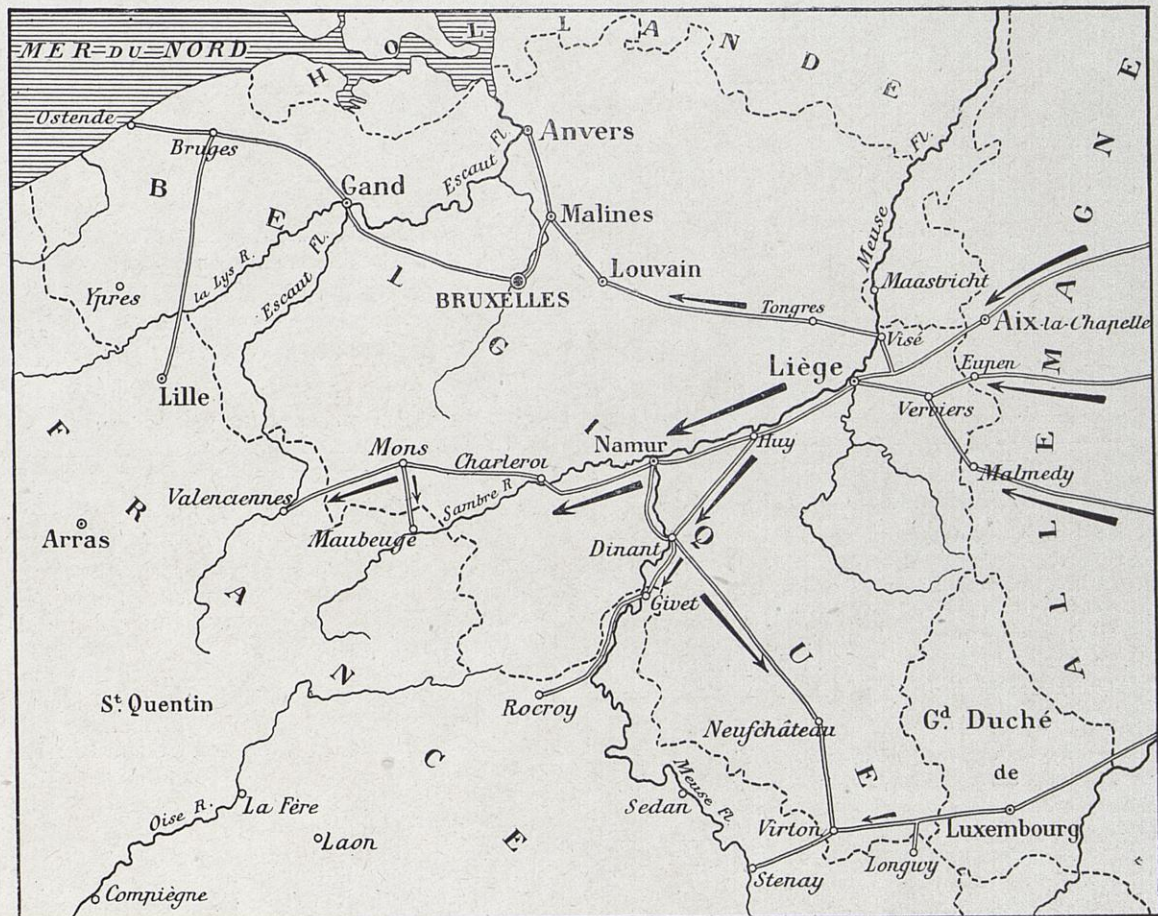 MER-DU-NORD
HOLLANDE
Ostende
Bruges
Escaut Fl.
Anvers
Meuse Fl.
ALLEMAGNE
BELGIQUE
Gand
Malines
la Lys R.
Escaut Fl.
Ypres
BRUXELLES
Louvain
Tongres
Maastricht
Visé
Aix-la-Chapelle
Lille
Liège
Eupen
Verviers
FRANCE
Mons
Charleroi
Namur
Huy
Malmedy
Valenciennes
Sambre R
Arras
Maubeuge
Dinant
Givet
St. Quentin
Rocroy
Neufchâteau
Gd. Duché
de
Luxembourg
Oise R.
La Fère
Sedan
Meuse Fl.
Virton
Laon
Longwy
Stenay
Compiègne